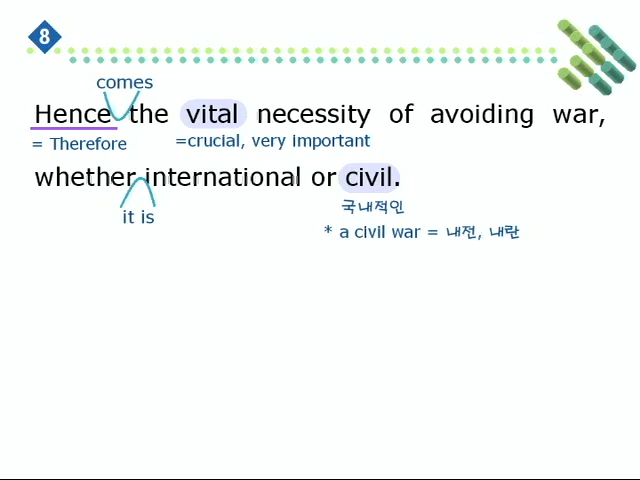 8
comes
Hence the vital necessity of avoiding war,
= Therefore =crucial, very important
whether international or civil.
it is 국내적인
* a civil war = 내전, 내란